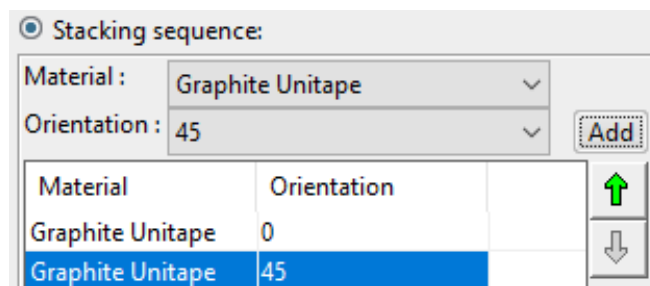 Stacking sequence:
Material : Graphite Unitape
Orientation : 45 Add
Material Orientation
Graphite Unitape 0
Graphite Unitape 45